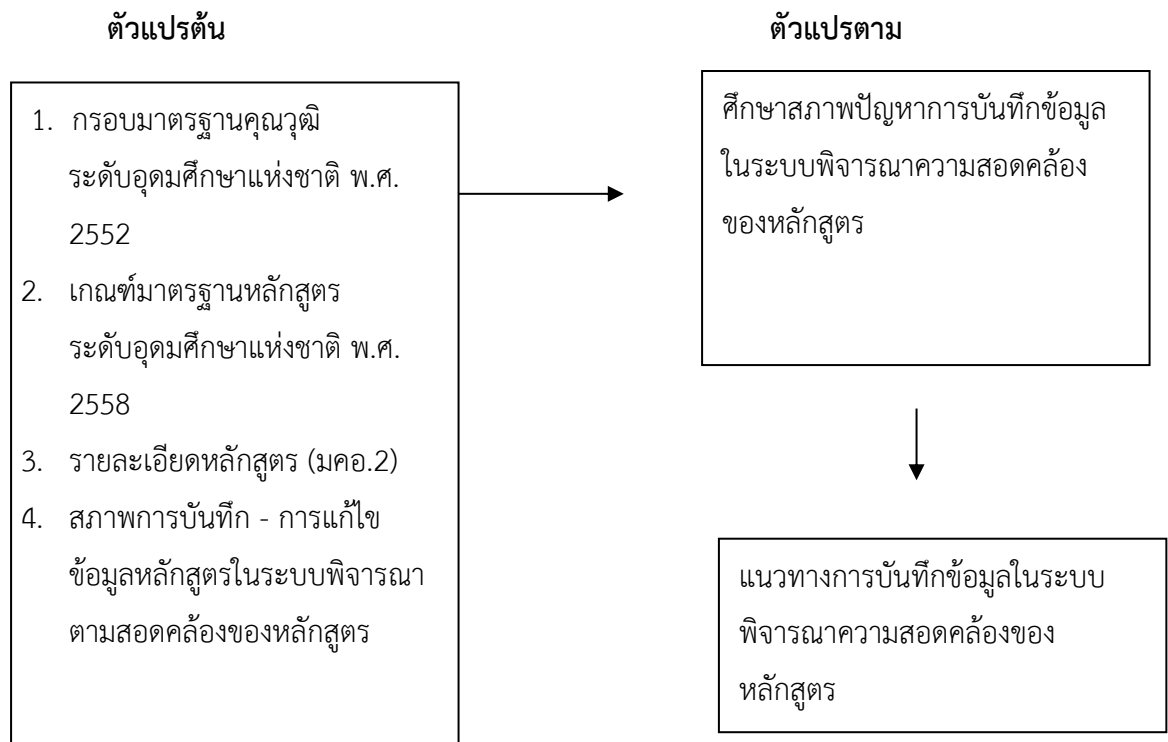 ตัวแปรต้น
ตัวแปรตาม
1. กรอบมาตรฐานคุณวุฒิ
ระดับอุดมศึกษาแห่งชาติ พ.ศ.
2552
2. เกณฑ์มาตรฐานหลักสูตร
ระดับอุดมศึกษาแห่งชาติ พ.ศ.
2558
3. รายละเอียดหลักสูตร (มคอ.2)
4. สภาพการบันทึก - การแก้ไข
ข้อมูลหลักสูตรในระบบพิจารณา
ตามสอดคล้องของหลักสูตร
ศึกษาสภาพปัญหาการบันทึกข้อมูล
ในระบบพิจารณาความสอดคล้อง
ของหลักสูตร
แนวทางการบันทึกข้อมูลในระบบ
พิจารณาความสอดคล้องของ
หลักสูตร